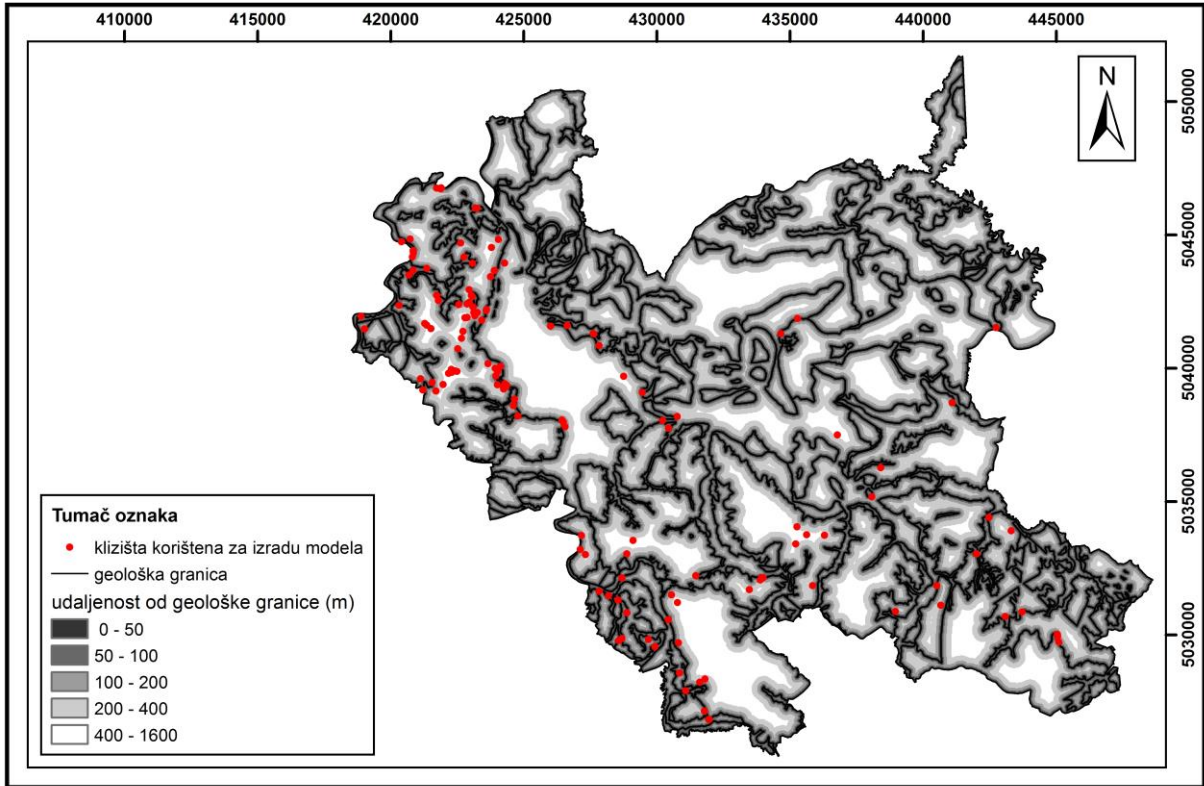 410000 415000 420000 425000 430000 435000 440000 445000
N
5050000
5045000
5040000
5035000
5030000
Tumač oznaka
klizišta korištena za izradu modela
geološka granica
udaljenost od geološke granice (m)
0 - 50
50 - 100
100 - 200
200 - 400
400 - 1600